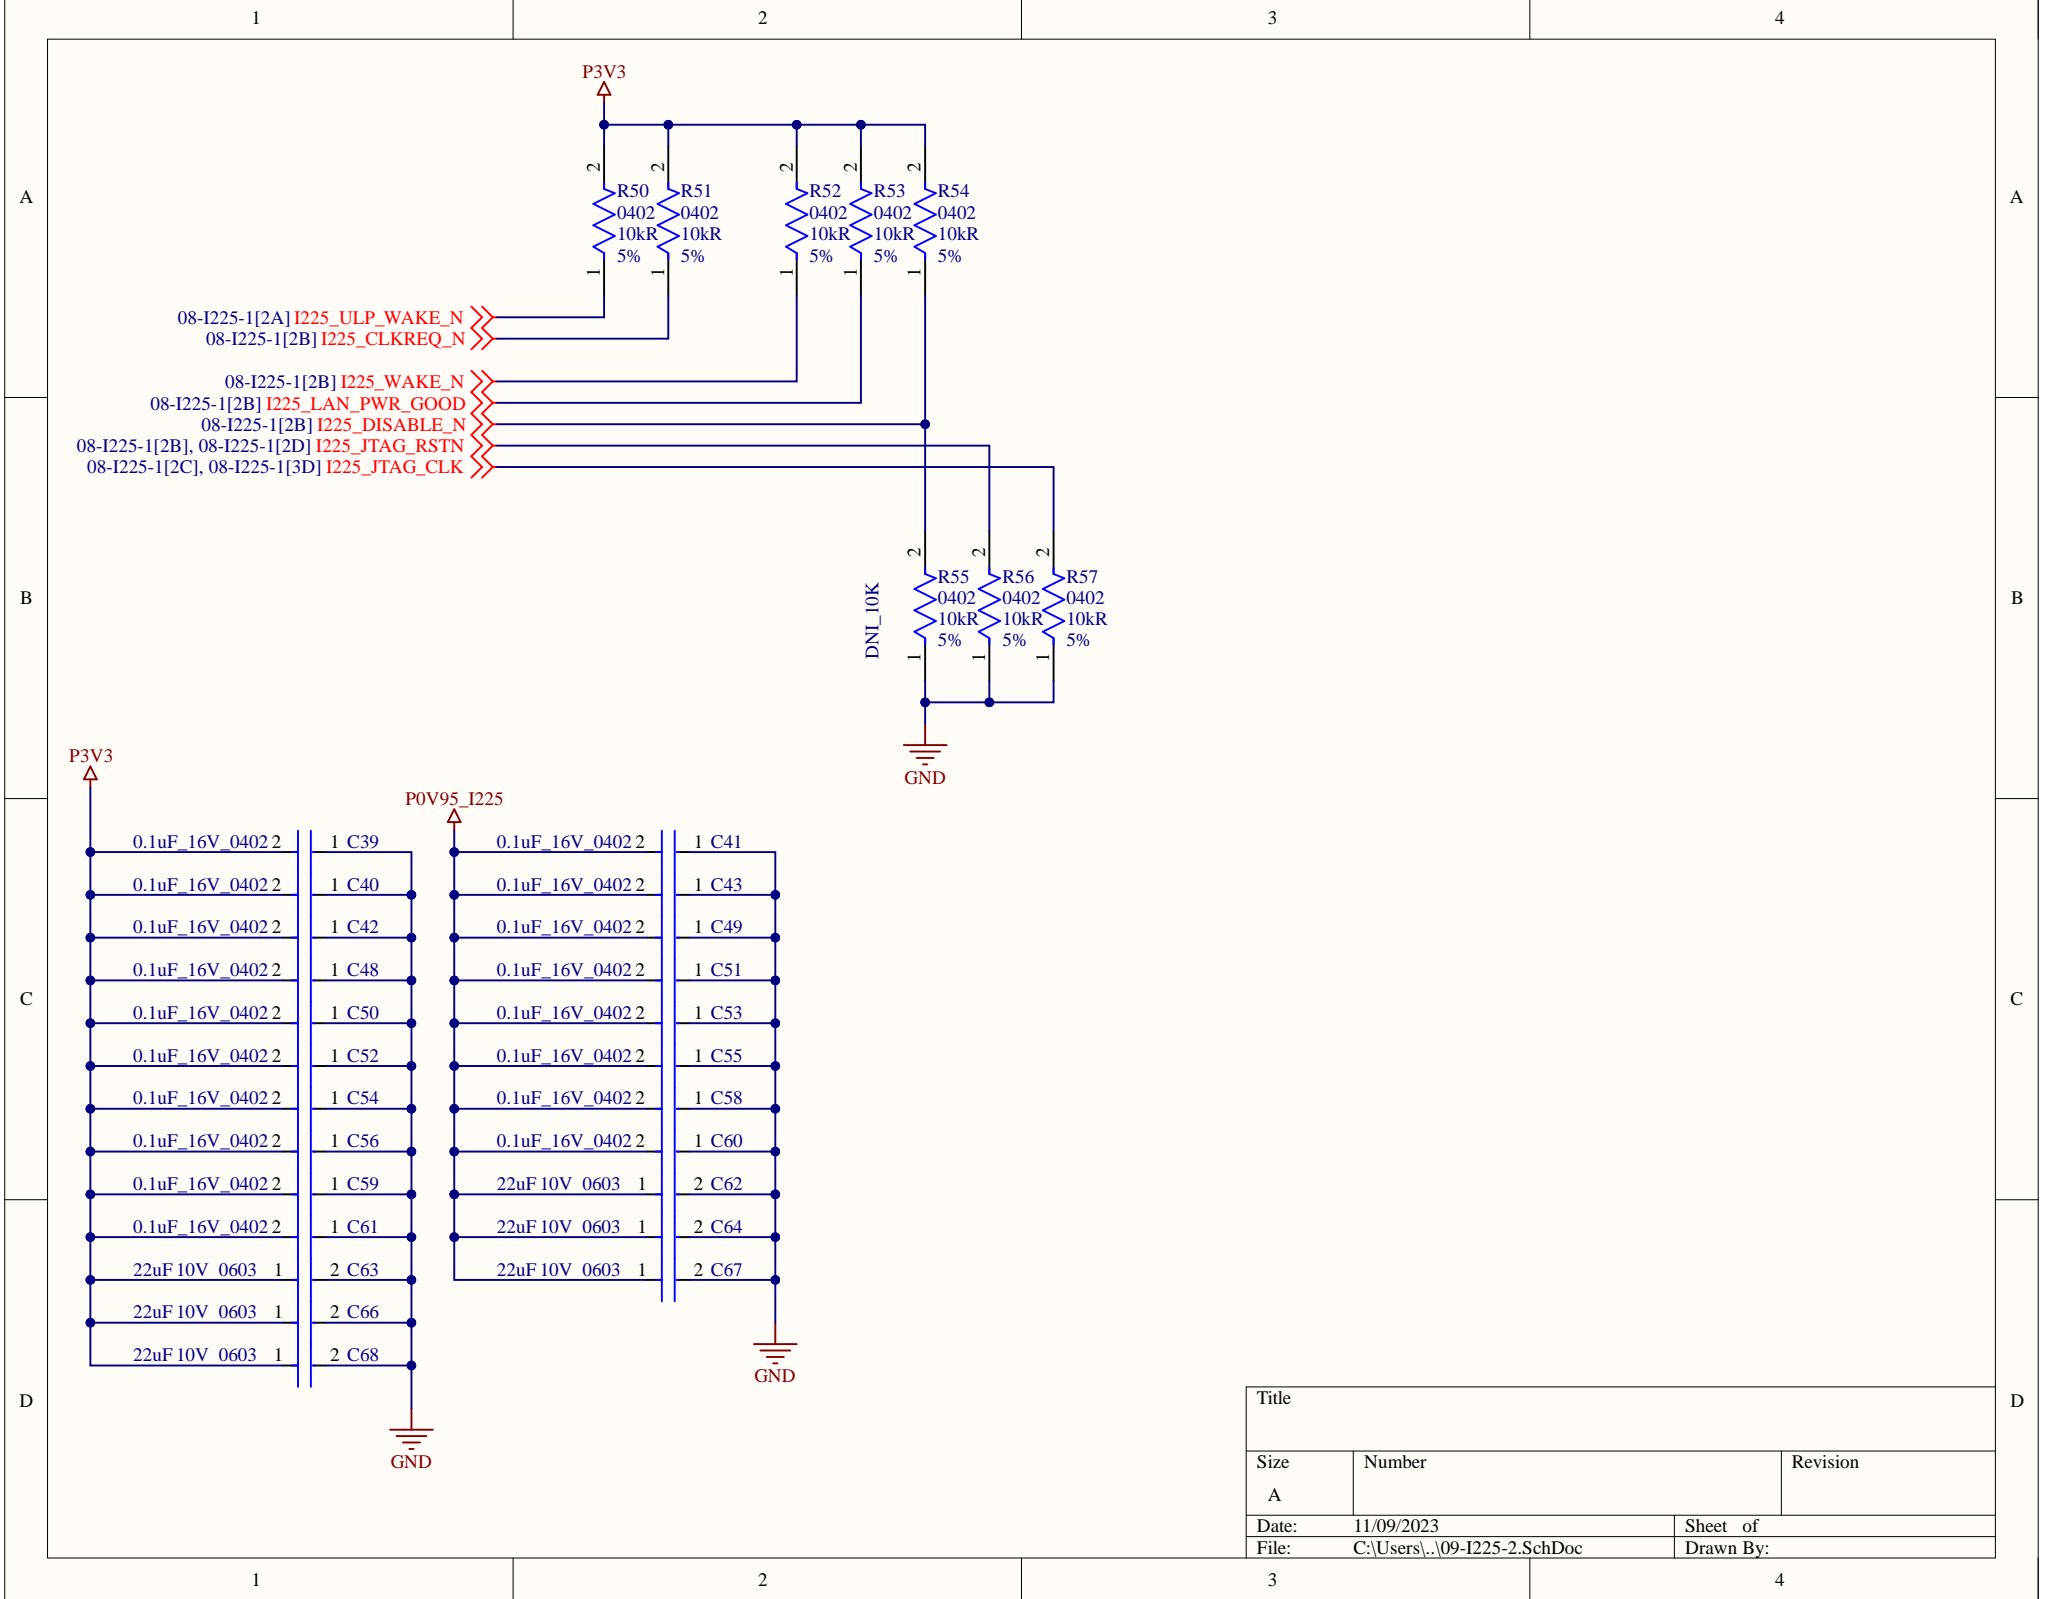 1 2 3 4
P3V3
2 2 2 2 2
A R50 R51 R52 R53 R54 A
0402 0402 0402 0402 0402
10kR 10kR 10kR 10kR 10kR
5% 5% 5% 5% 5%
1 1 1 1 1
08-I225-1[2A] I225_ULP_WAKE_N
08-I225-1[2B] I225_CLKREQ_N
08-I225-1[2B] I225_WAKE_N
08-I225-1[2B] I225_LAN_PWR_GOOD
08-I225-1[2B] I225_DISABLE_N
08-I225-1[2B], 08-I225-1[2D] I225_JTAG_RSTN
08-I225-1[2C], 08-I225-1[3D] I225_JTAG_CLK
2 2 2
R55 R56 R57
B DNI_10K 0402 0402 0402 B
10kR 10kR 10kR
5% 5% 5%
1 1 1
GND
P3V3
P0V95_I225
0.1uF_16V_0402 2 1 C39 0.1uF_16V_0402 2 1 C41
0.1uF_16V_0402 2 1 C40 0.1uF_16V_0402 2 1 C43
0.1uF_16V_0402 2 1 C42 0.1uF_16V_0402 2 1 C49
0.1uF_16V_0402 2 1 C48 0.1uF_16V_0402 2 1 C51
C C
0.1uF_16V_0402 2 1 C50 0.1uF_16V_0402 2 1 C53
0.1uF_16V_0402 2 1 C52 0.1uF_16V_0402 2 1 C55
0.1uF_16V_0402 2 1 C54 0.1uF_16V_0402 2 1 C58
0.1uF_16V_0402 2 1 C56 0.1uF_16V_0402 2 1 C60
0.1uF_16V_0402 2 1 C59 22uF 10V 0603 1 2 C62
0.1uF_16V_0402 2 1 C61 22uF 10V 0603 1 2 C64
22uF 10V 0603 1 2 C63 22uF 10V 0603 1 2 C67
22uF 10V 0603 1 2 C66
22uF 10V 0603 1 2 C68
GND
D D
GND
Title
Size Number Revision
A
Date: 11/09/2023 Sheet of
File: C:\Users\..\09-I225-2.SchDoc Drawn By:
1 2 3 4